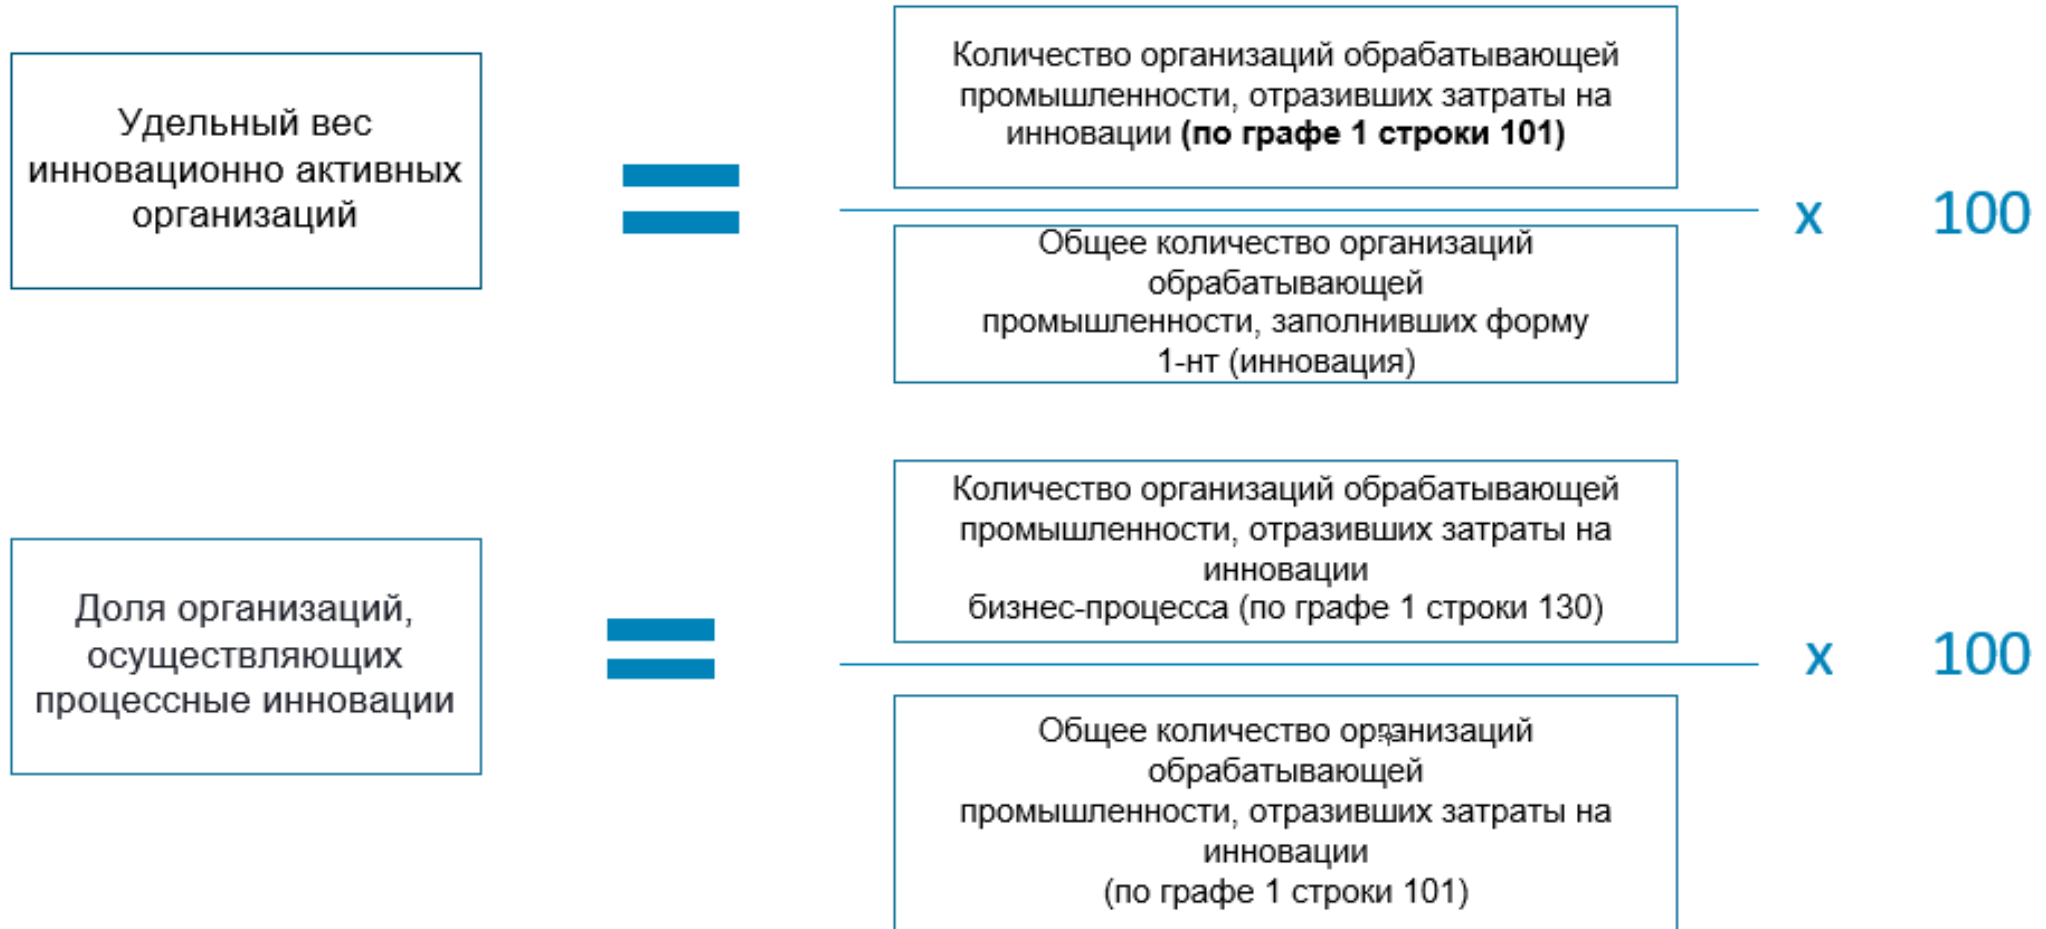 Удельный вес
инновационно активных
организаций
Количество организаций обрабатывающей
промышленности, отразивших затраты на
инновации (по графе 1 строки 101)
Общее количество организаций
обрабатывающей
промышленности, заполнивших форму
1-нт (инновация)
x 100
Доля организаций,
осуществляющих
процессные инновации
Количество организаций обрабатывающей
промышленности, отразивших затраты на
инновации
бизнес-процесса (по графе 1 строки 130)
Общее количество организаций
обрабатывающей
промышленности, отразивших затраты на
инновации
(по графе 1 строки 101)
x 100